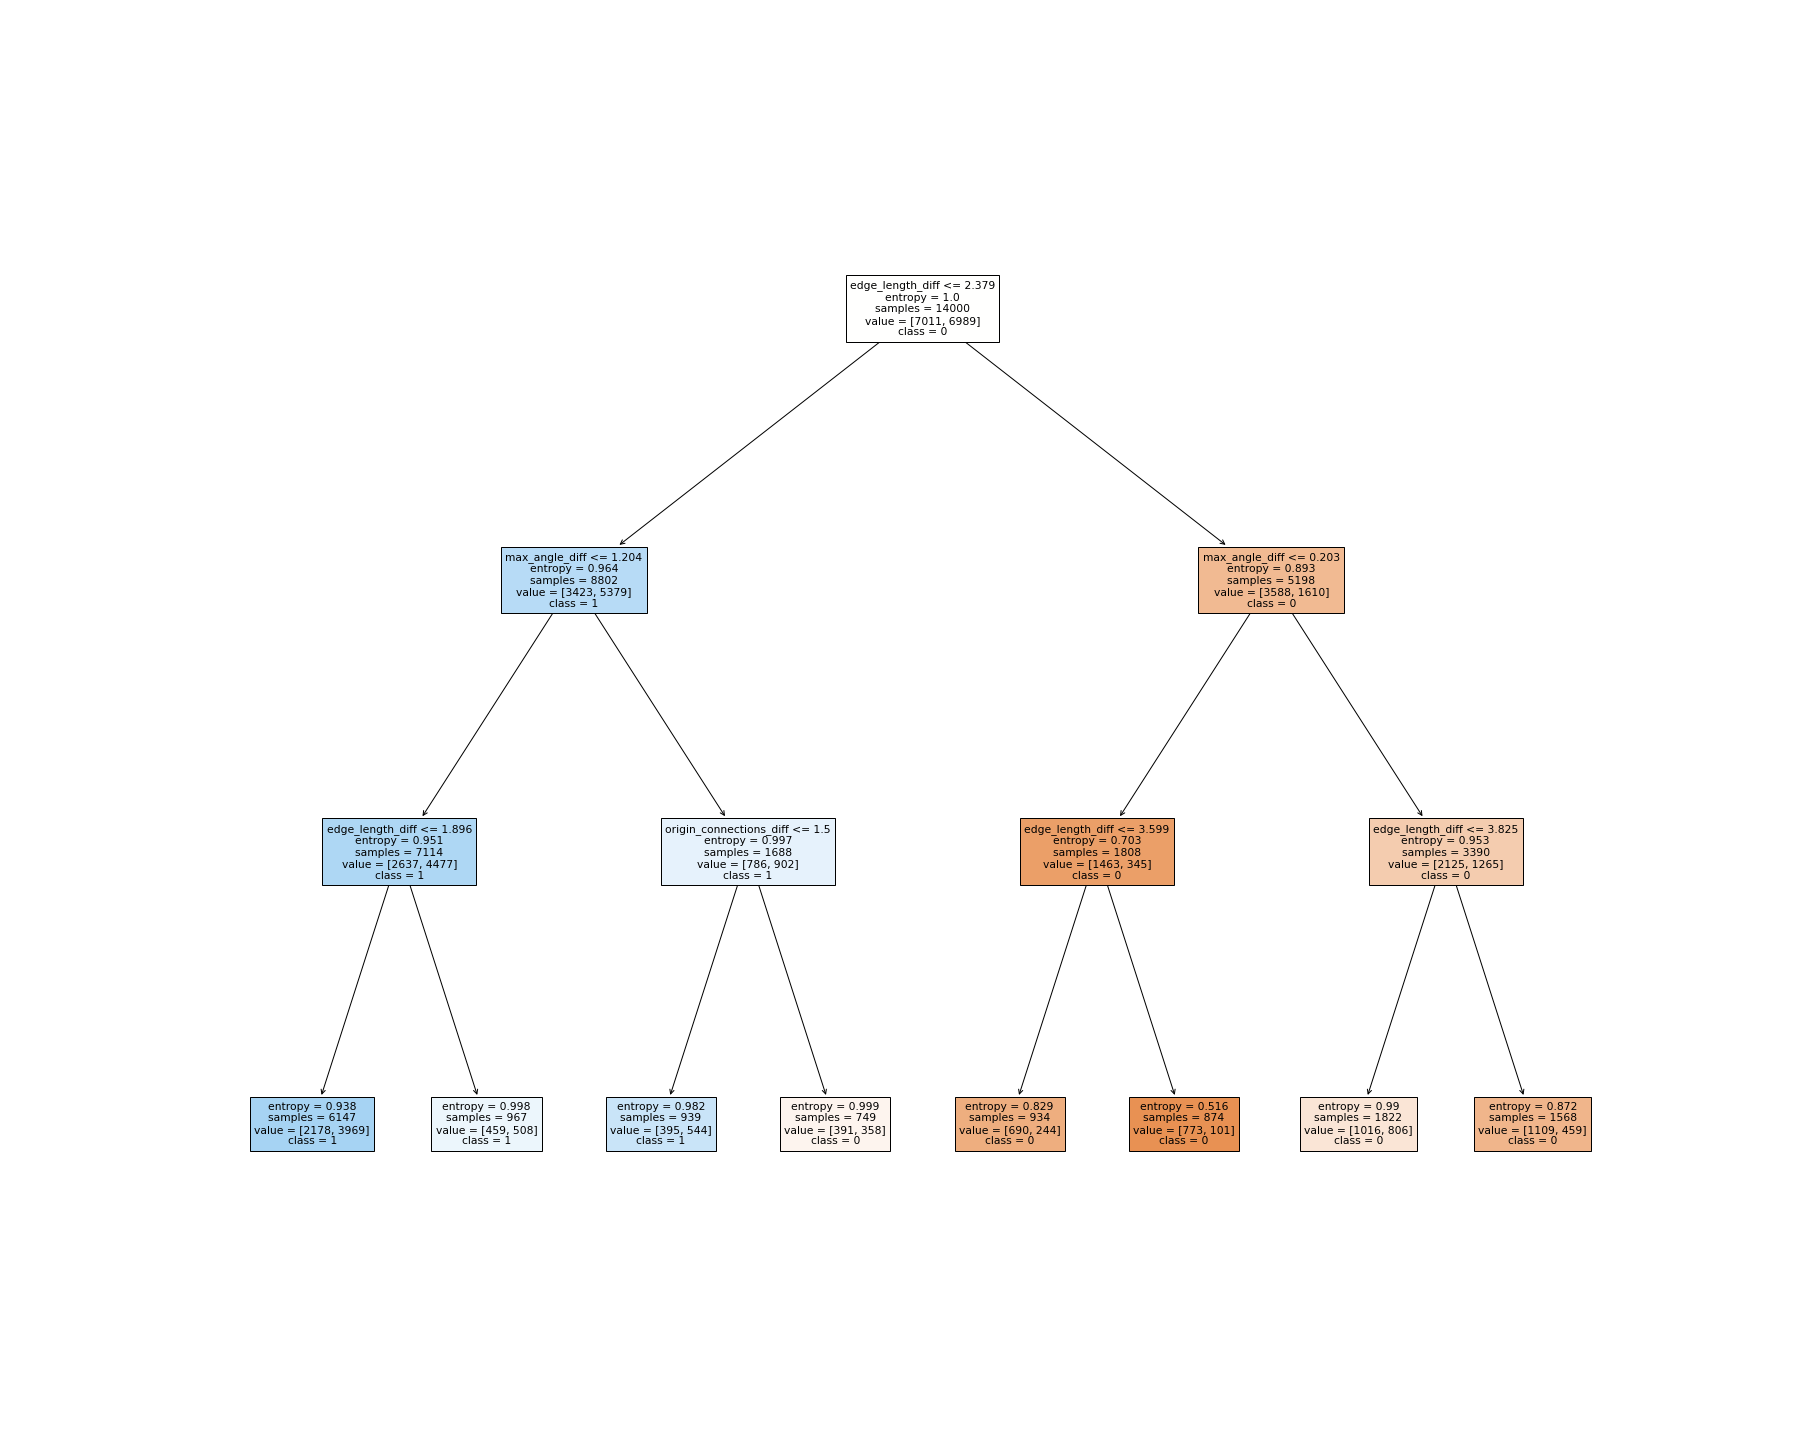 edge_length_diff <= 2.379
entropy = 1.0
samples = 14000
value = [7011, 6989]
class = 0
max_angle_diff <= 1.204
entropy = 0.964
samples = 8802
value = [3423, 5379]
class = 1
max_angle_diff <= 0.203
entropy = 0.893
samples = 5198
value = [3588, 1610]
class = 0
edge_length_diff <= 1.896
entropy = 0.951
samples = 7114
value = [2637, 4477]
class = 1
origin_connections_diff <= 1.5
entropy = 0.997
samples = 1688
value = [786, 902]
class = 1
edge_length_diff <= 3.599
entropy = 0.703
samples = 1808
value = [1463, 345]
class = 0
edge_length_diff <= 3.825
entropy = 0.953
samples = 3390
value = [2125, 1265]
class = 0
entropy = 0.938
samples = 6147
value = [2178, 3969]
class = 1
entropy = 0.998
samples = 967
value = [459, 508]
class = 1
entropy = 0.982
samples = 939
value = [395, 544]
class = 1
entropy = 0.999
samples = 749
value = [391, 358]
class = 0
entropy = 0.829
samples = 934
value = [690, 244]
class = 0
entropy = 0.516
samples = 874
value = [773, 101]
class = 0
entropy = 0.99
samples = 1822
value = [1016, 806]
class = 0
entropy = 0.872
samples = 1568
value = [1109, 459]
class = 0